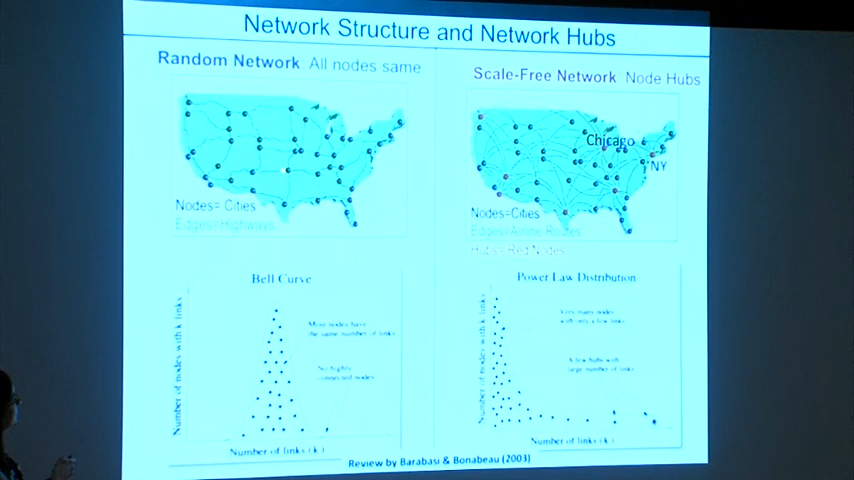 Network Structure and Network Hubs
Random Network All nodes same
Nodes= Cities
Edges=Highways
Bell Curve
Number of nodes with k links
Most nodes have
the same number of links
No highly
connected nodes
Number of links (k)
Scale-Free Network Node Hubs
Chicago
NY
Nodes=Cities
Edges=Airline Routes
Hubs= Red Nodes
Power Law Distribution
Number of nodes with k links
Very many nodes
with only a few links
A few hubs with
large number of links
Number of links (k)
Review by Barabasi & Bonabeau (2003)